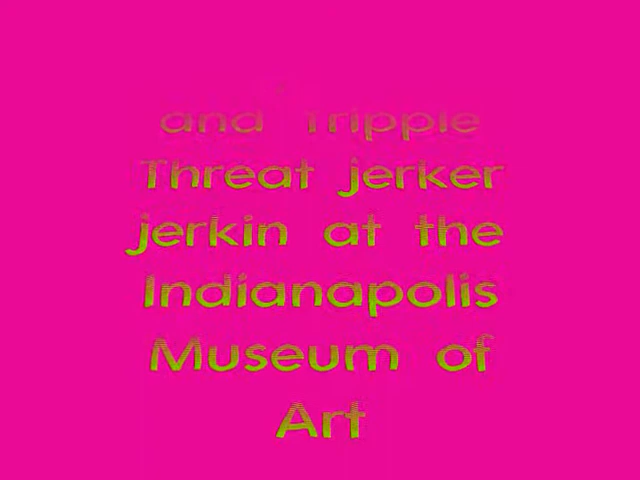 and Tripple
Threat jerker
jerkin at the
Indianapolis
Museum of
Art